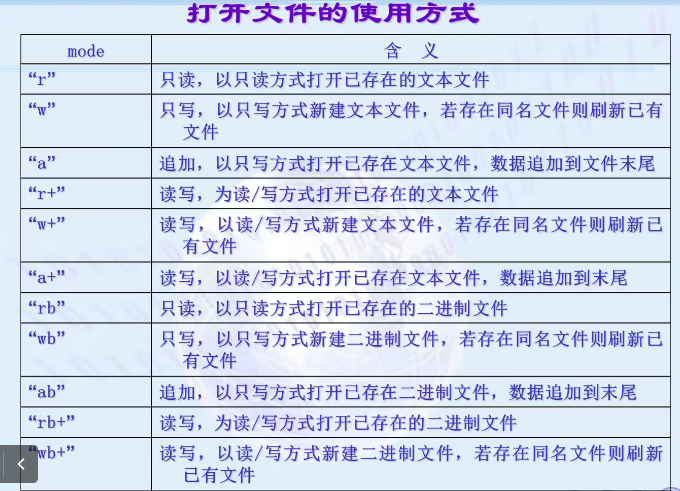 打开文件的使用方式
mode 含 义
“r” 只读，以只读方式打开已存在的文本文件
“w” 只写，以只写方式新建文本文件，若存在同名文件则刷新已有
文件
“a” 追加，以只写方式打开已存在文本文件，数据追加到文件末尾
“r+” 读写，为读/写方式打开已存在的文本文件
“w+” 读写，以读/写方式新建文本文件，若存在同名文件则刷新已
有文件
“a+” 读写，以读/写方式打开已存在文本文件，数据追加到末尾
“rb” 只读，以只读方式打开已存在的二进制文件
“wb” 只写，以只写方式新建二进制文件，若存在同名文件则刷新已
有文件
“ab” 追加，以只写方式打开已存在二进制文件，数据追加到末尾
“rb+” 读写，为读/写方式打开已存在的二进制文件
“wb+” 读写，以读/写方式新建二进制文件，若存在同名文件则刷新
已有文件